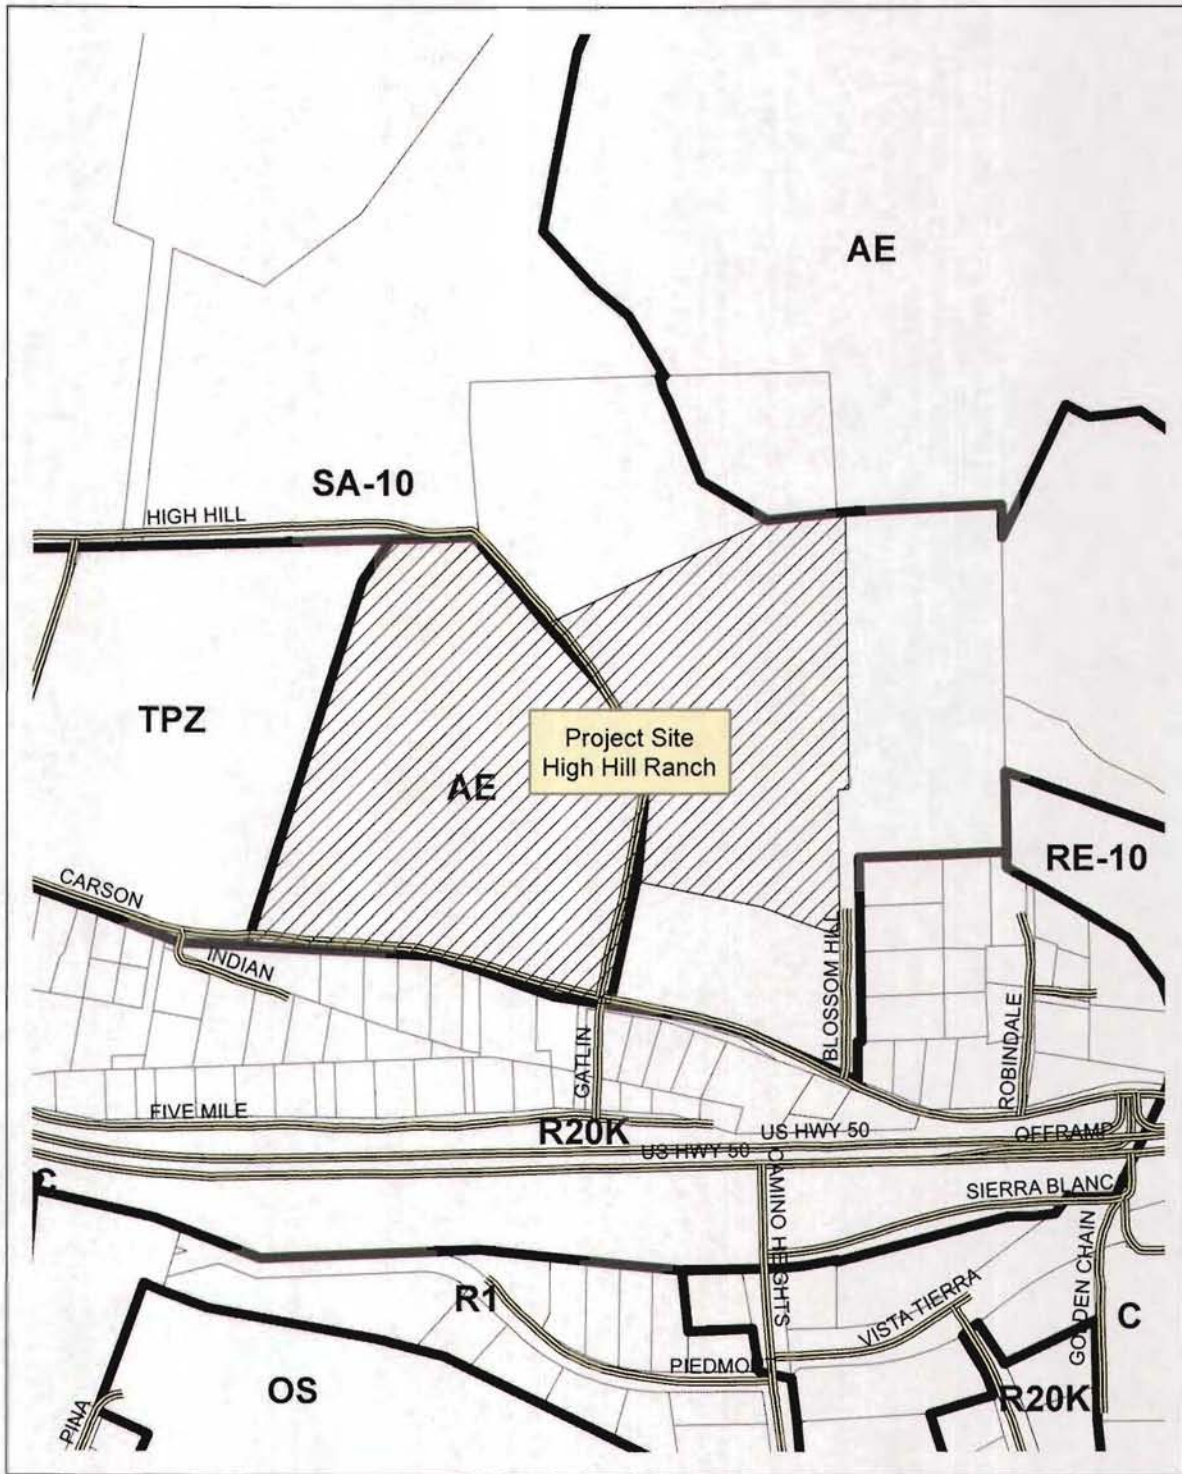 AE
SA-10
HIGH HILL
TPZ
Project Site
High Hill Ranch
AE
RE-10
CARSON
INDIAN
BLOSSOM HILL
ROBINDALE
GATLIN
FIVE MILE
R20K
US HWY 50
US HWY 50
OFFRAMP
C
CAMINO HEIGHTS
SIERRA BLANC
GOLDEN CHAIN
R1
VISTA TIERRA
C
PIEDMO
OS
R20K
PINA